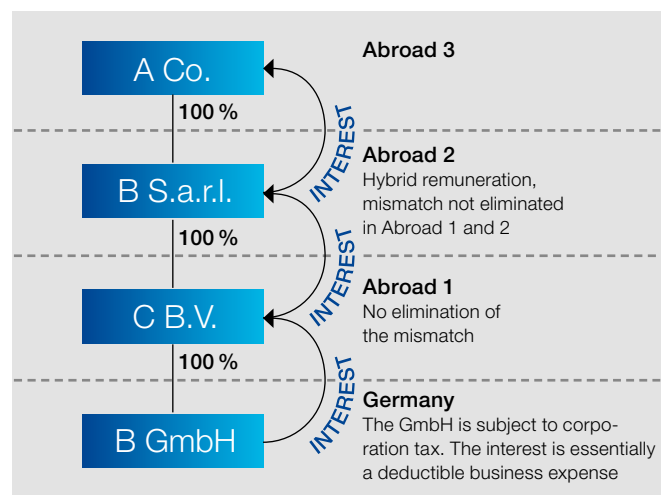 A Co.
Abroad 3
100 %
INTEREST
B S.a.r.l.
Abroad 2
Hybrid remuneration,
mismatch not eliminated
in Abroad 1 and 2
100 %
INTEREST
C B.V.
Abroad 1
No elimination of
the mismatch
100 %
INTEREST
B GmbH
Germany
The GmbH is subject to corpo-
ration tax. The interest is essentially
a deductible business expense